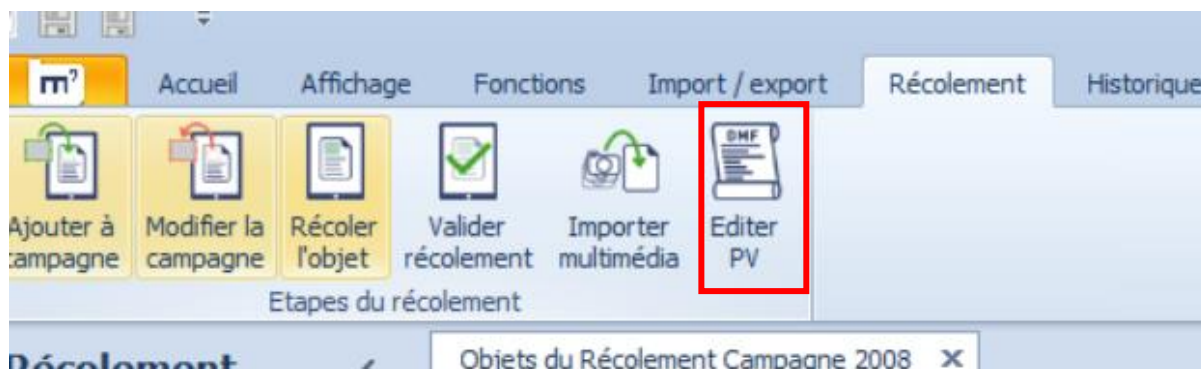 m?
Accueil Affichage Fonctions Import / export Récolement Historique
DMF
Ajouter à Modifier la Récoler Valider Importer Editer
campagne campagne l'objet récolement multimédia PV
Etapes du récolement
Récolement Objets du Récolement Campagne 2008 X